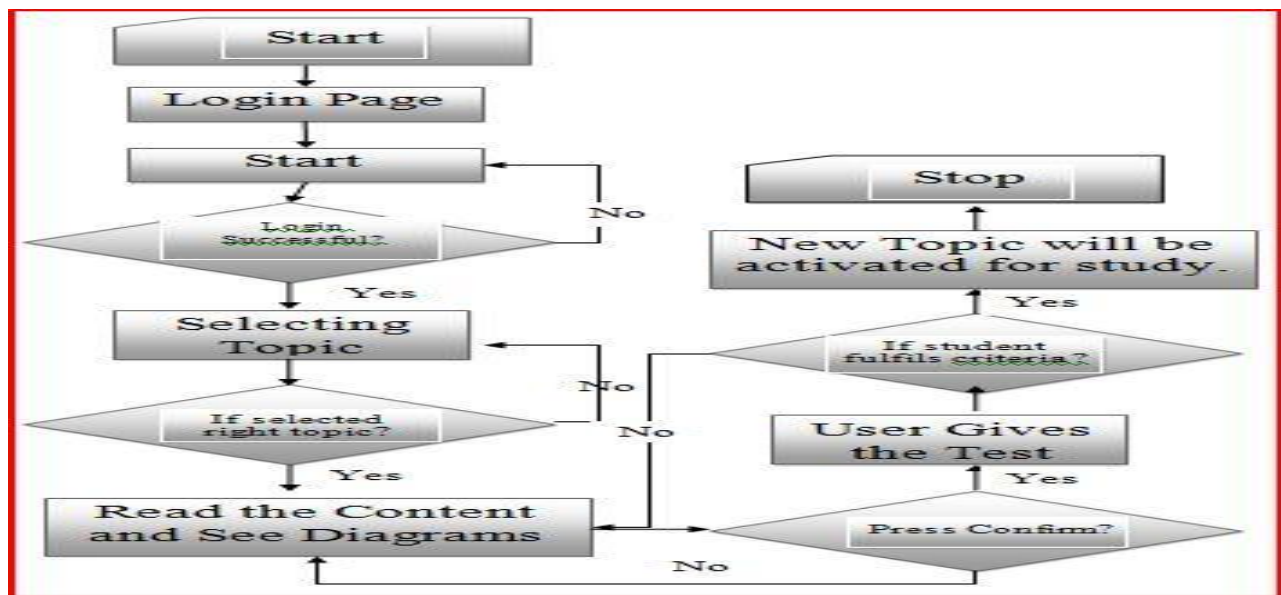 Start
Login Page
Start
Login
Successful?
No
Yes
Selecting
Topic
No
If selected
right topic?
Yes
Read the Content
and See Diagrams
Press Confirm?
No
Yes
User Gives
the Test
If student
fulfils criteria?
No
Yes
New Topic will be
activated for study.
Stop